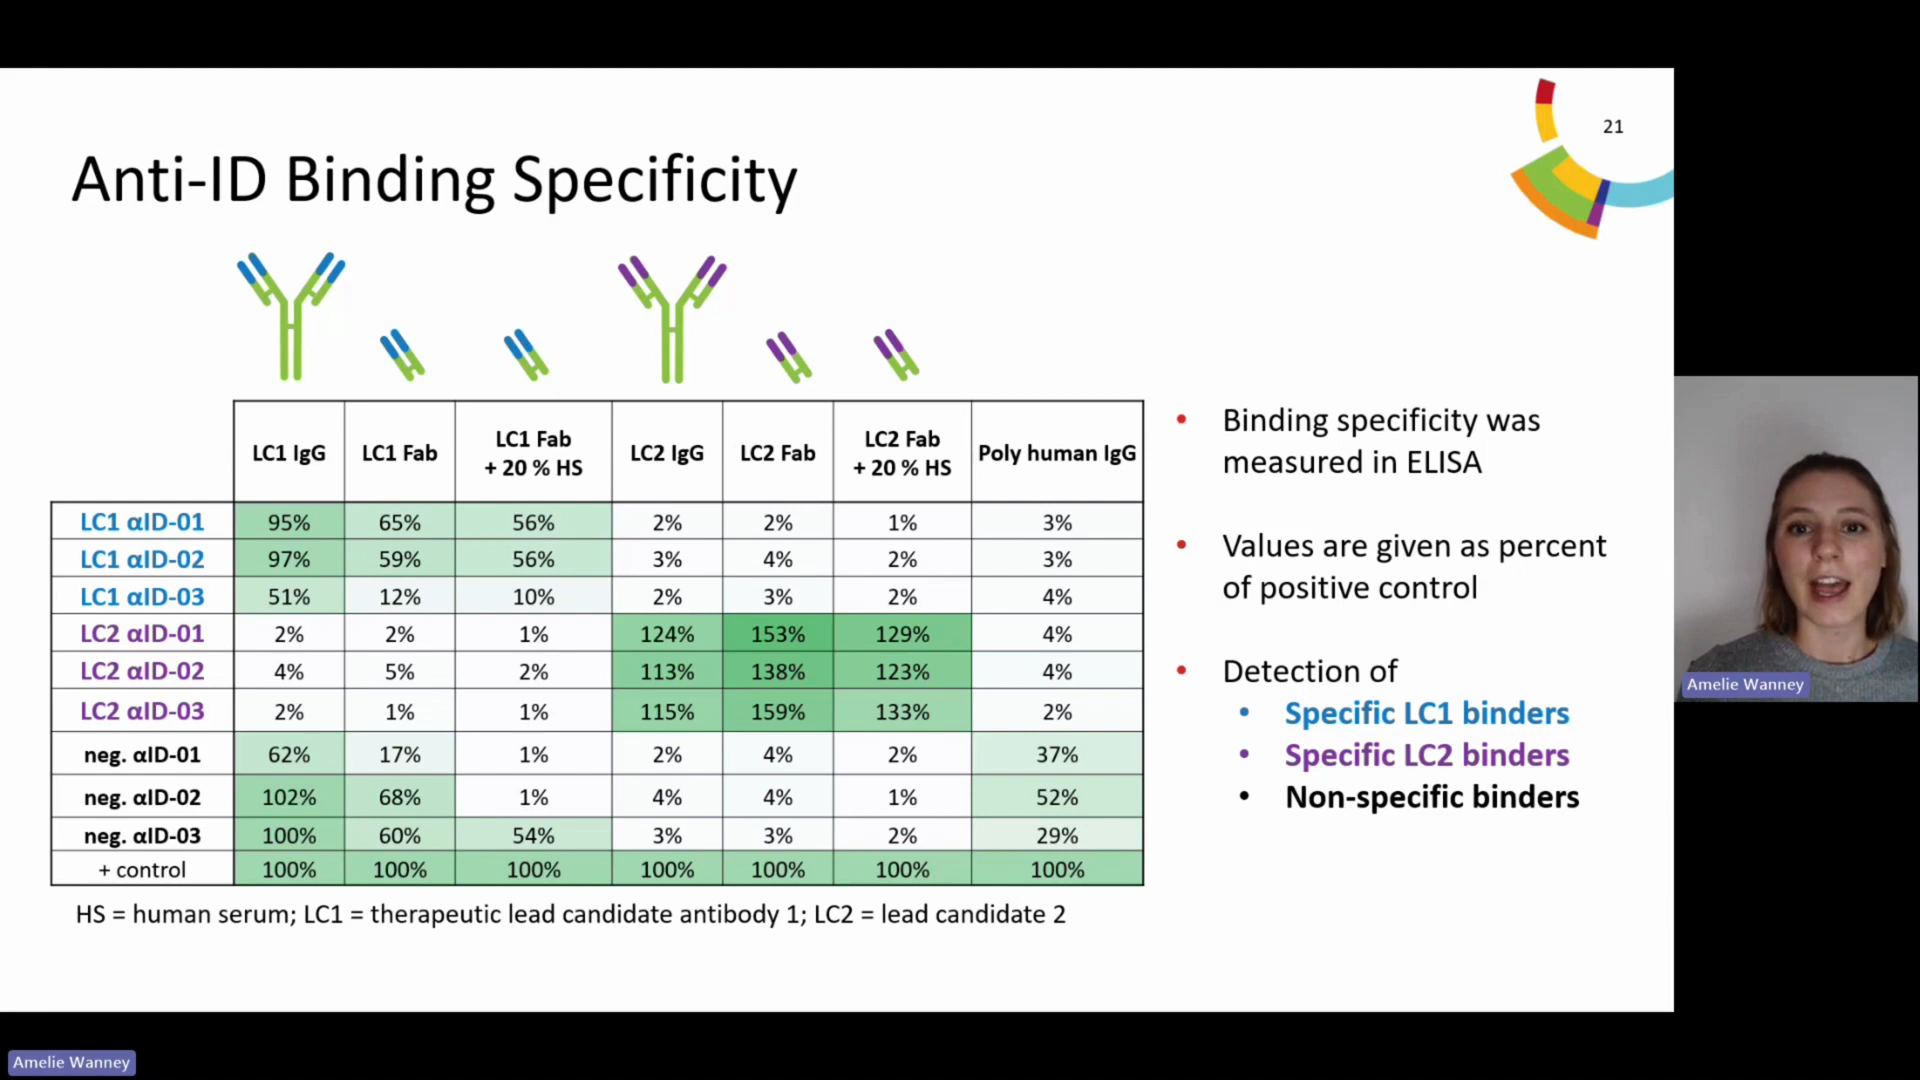 21
Anti-ID Binding Specificity
LC1 IgG LC1 Fab LC1 Fab + 20 % HS LC2 IgG LC2 Fab LC2 Fab + 20 % HS Poly human IgG
LC1 αID-01 95% 65% 56% 2% 2% 1% 3%
LC1 αID-02 97% 59% 56% 3% 4% 2% 3%
LC1 αID-03 51% 12% 10% 2% 3% 2% 4%
LC2 αID-01 2% 2% 1% 124% 153% 129% 4%
LC2 αID-02 4% 5% 2% 113% 138% 123% 4%
LC2 αID-03 2% 1% 1% 115% 159% 133% 2%
neg. αID-01 62% 17% 1% 2% 4% 2% 37%
neg. αID-02 102% 68% 1% 4% 4% 1% 52%
neg. αID-03 100% 60% 54% 3% 3% 2% 29%
+ control 100% 100% 100% 100% 100% 100% 100%
HS = human serum; LC1 = therapeutic lead candidate antibody 1; LC2 = lead candidate 2
• Binding specificity was
measured in ELISA
• Values are given as percent
of positive control
• Detection of
• Specific LC1 binders
• Specific LC2 binders
• Non-specific binders
Amelie Wanney
Amelie Wanney